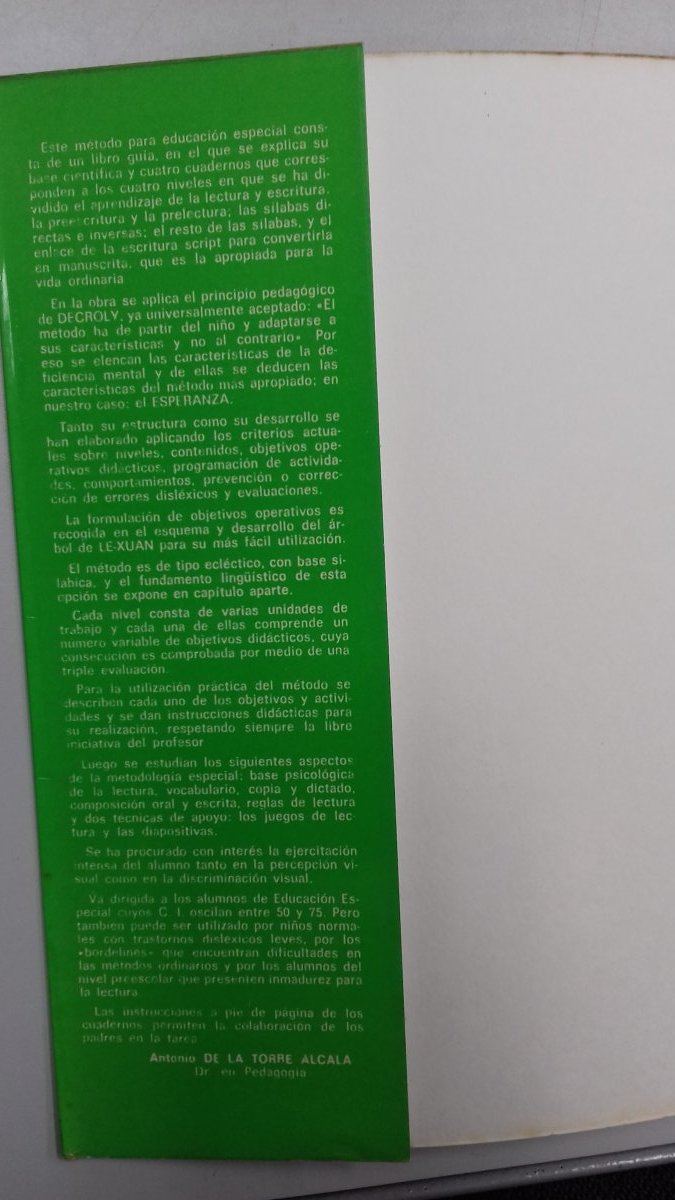 Este método para educación especial cons-
ta de un libro guía, en el que se explica su
base científica y cuatro cuadernos que corres-
ponden a los cuatro niveles en que se ha di-
vidido el aprendizaje de la lectura y escritura.
la preescritura y la prelectura; las sílabas di-
rectas e inversas; el resto de las sílabas, y el
enlace de la escritura script para convertirla
en manuscrita, que es la apropiada para la
vida ordinaria
En la obra se aplica el principio pedagógico
de DECROLY, ya universalmente aceptado: «El
método ha de partir del niño y adaptarse a
sus características y no al contrario» Por
eso se elencan las características de la de-
ficiencia mental y de ellas se deducen las
características del método más apropiado; en
nuestro caso: el ESPERANZA.
Tanto su estructura como su desarrollo se
han elaborado aplicando los criterios actua-
les sobre niveles, contenidos, objetivos ope-
rativos didácticos, programación de activida-
des, comportamientos, prevención o correc-
ción de errores disléxicos y evaluaciones.
La formulación de objetivos operativos es
recogida en el esquema y desarrollo del ár-
bol de LE-XUAN para su más fácil utilización.
El método es de tipo ecléctico, con base si-
lábica, y el fundamento lingüístico de esta
opción se expone en capítulo aparte.
Cada nivel consta de varias unidades de
trabajo y cada una de ellas comprende un
número variable de objetivos didácticos, cuya
consecución es comprobada por medio de una
triple evaluación.
Para la utilización práctica del método se
describen cada uno de los objetivos y activi-
dades y se dan instrucciones didácticas para
su realización, respetando siempre la libre
iniciativa del profesor
Luego se estudian los siguientes aspectos
de la metodología especial; base psicológica
de la lectura, vocabulario, copia y dictado,
composición oral y escrita, reglas de lectura
y dos técnicas de apoyo: los juegos de lec-
tura y las diapositivas.
Se ha procurado con interés la ejercitación
intensa del alumno tanto en la percepción vi-
sual como en la discriminación visual.
Va dirigida a los alumnos de Educación Es-
pecial cuyos C. I. oscilan entre 50 y 75. Pero
también puede ser utilizado por niños norma-
les con trastornos disléxicos leves, por los
«bordelines» que encuentran dificultades en
las métodos ordinarios y por los alumnos del
nivel preescolar que presenten inmadurez para
la lectura
Las instrucciones a pie de página de los
cuadernos permiten la colaboración de los
padres en la tarea
Antonio DE LA TORRE ALCALA
Dr. en Pedagogía